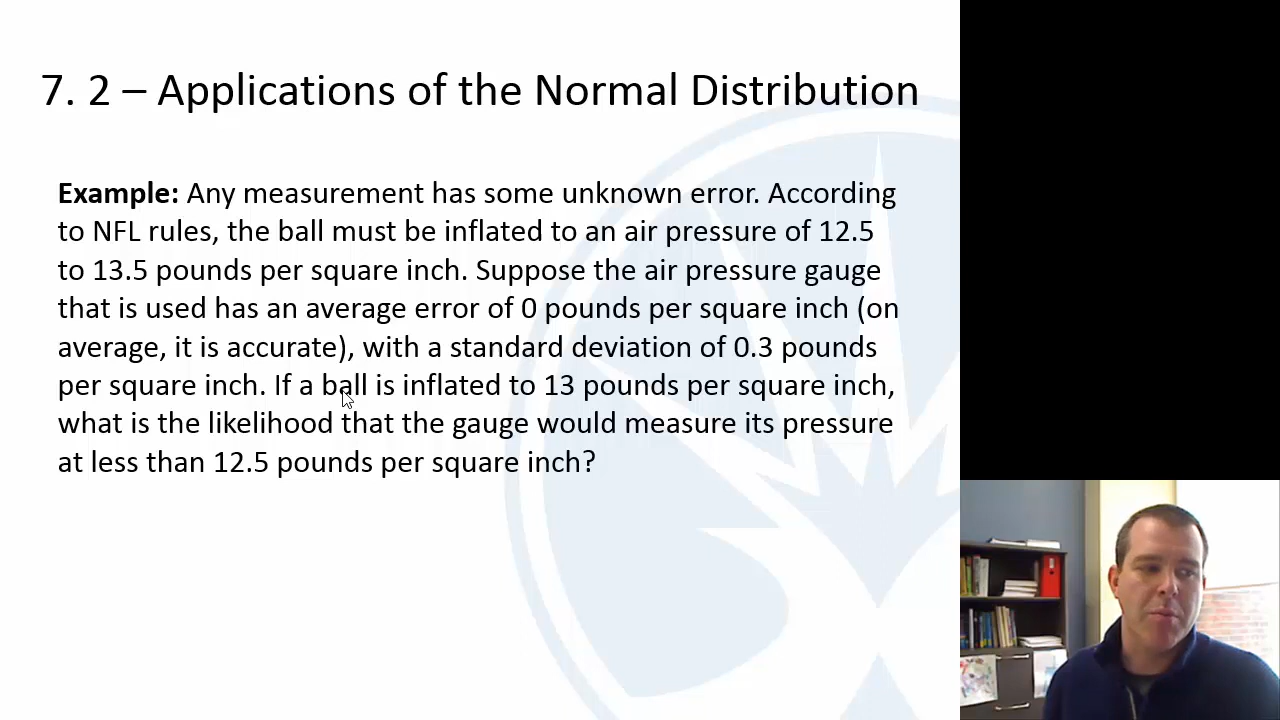 7. 2 – Applications of the Normal Distribution
Example: Any measurement has some unknown error. According
to NFL rules, the ball must be inflated to an air pressure of 12.5
to 13.5 pounds per square inch. Suppose the air pressure gauge
that is used has an average error of 0 pounds per square inch (on
average, it is accurate), with a standard deviation of 0.3 pounds
per square inch. If a ball is inflated to 13 pounds per square inch,
what is the likelihood that the gauge would measure its pressure
at less than 12.5 pounds per square inch?